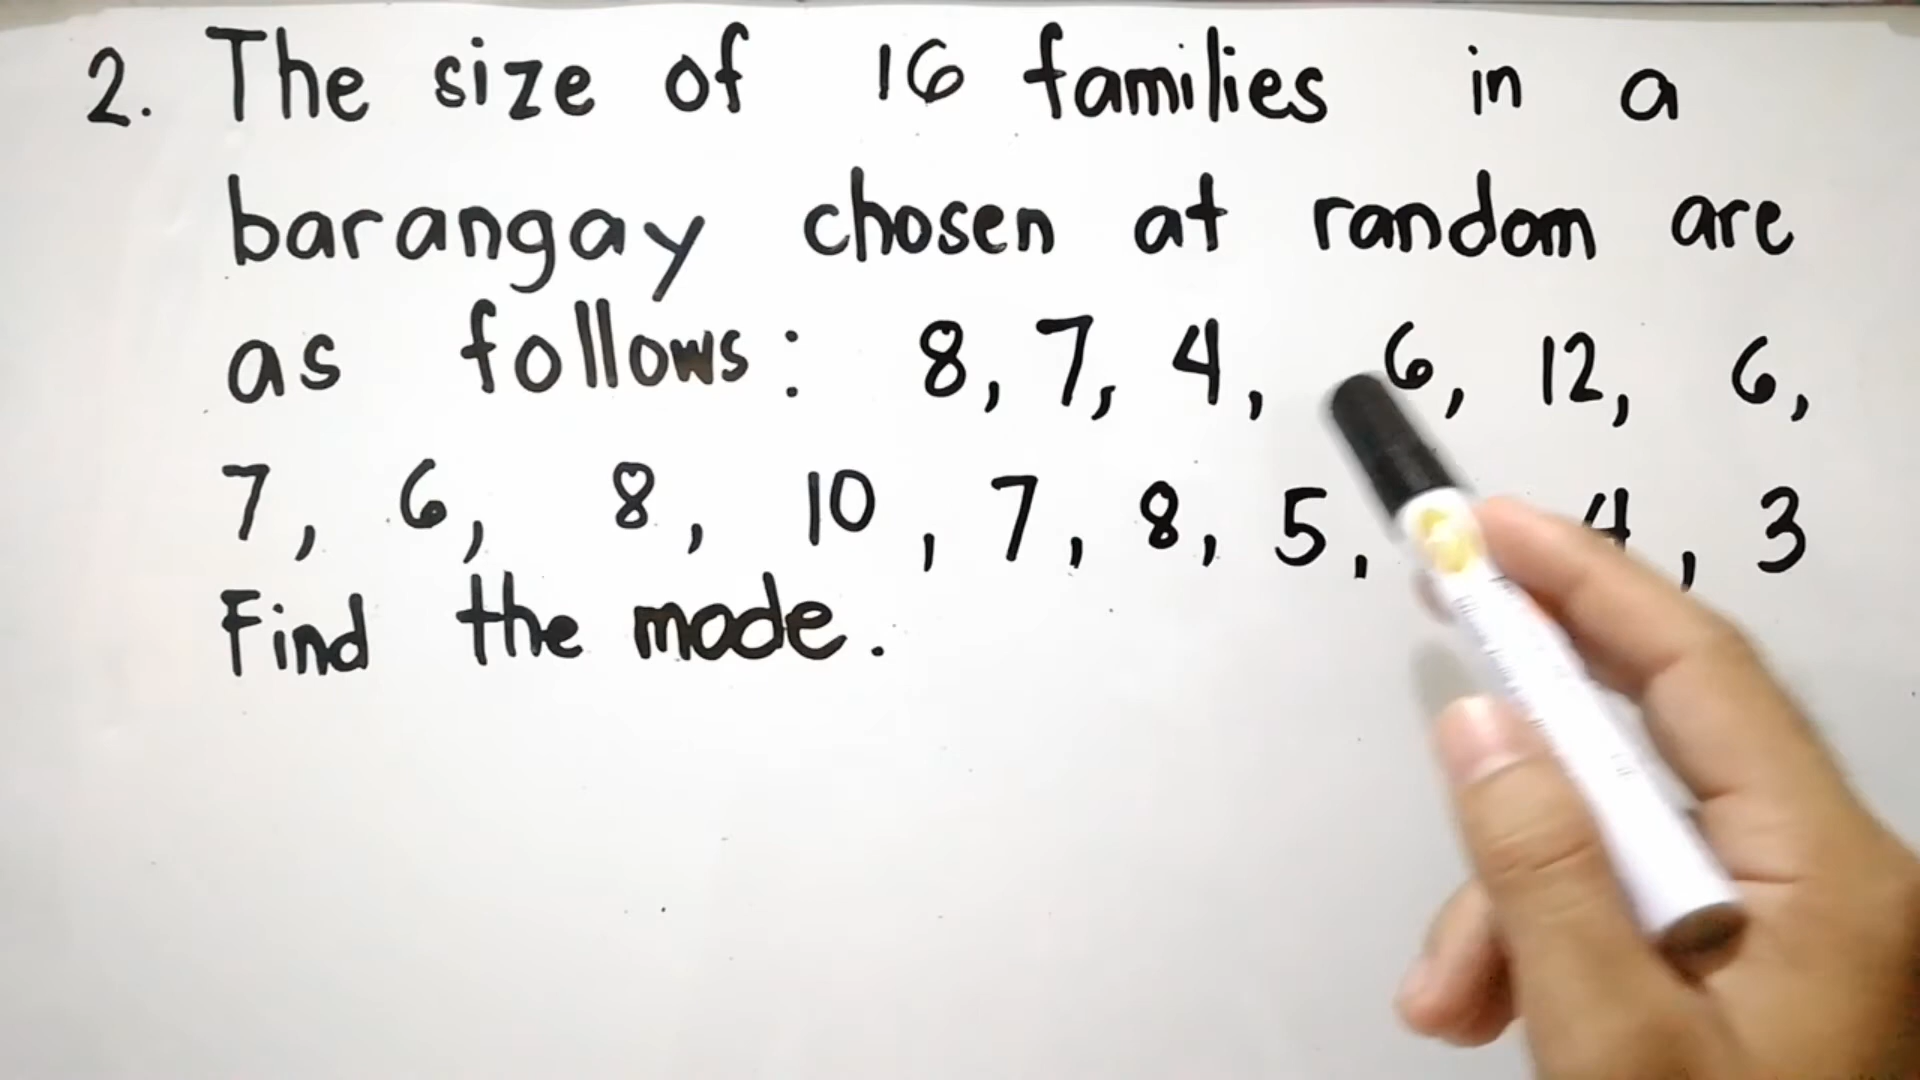 2. The size of 16 families in a
barangay chosen at random are
as follows: 8, 7, 4, 6, 12, 6,
7, 6, 8, 10, 7, 8, 5, 4, 3
Find the mode.